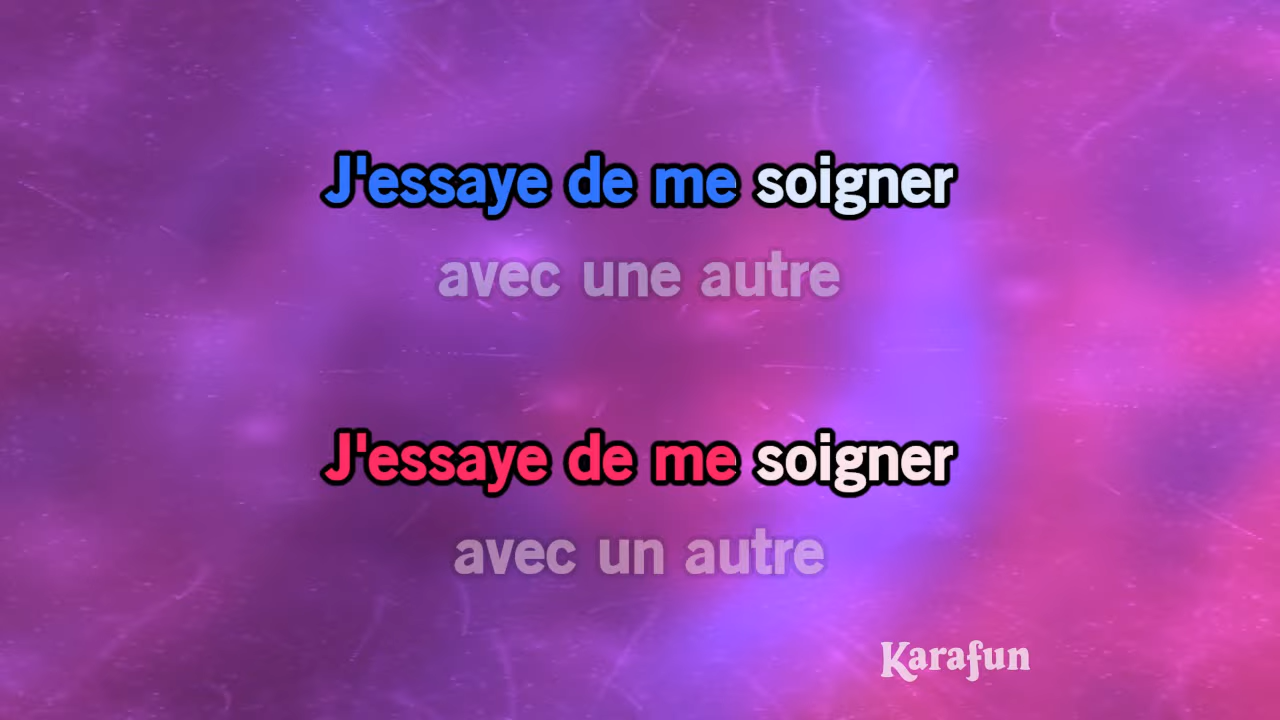 J'essaye de me soigner
avec une autre
J'essaye de me soigner
avec un autre
Karafun